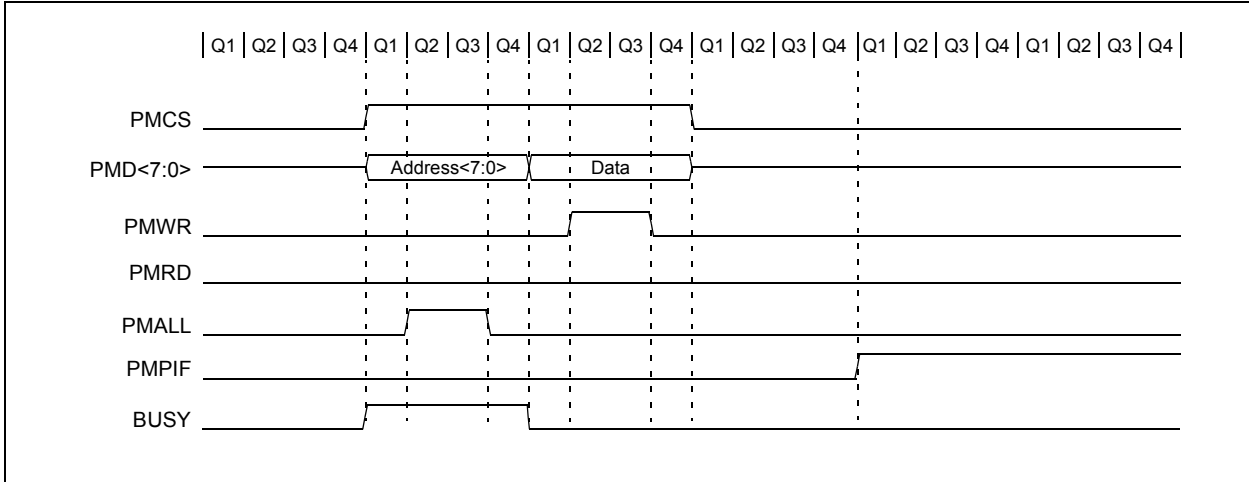 Q1 Q2 Q3 Q4 Q1 Q2 Q3 Q4 Q1 Q2 Q3 Q4 Q1 Q2 Q3 Q4 Q1 Q2 Q3 Q4 Q1 Q2 Q3 Q4
PMCS
PMD<7:0> Address<7:0> Data
PMWR
PMRD
PMALL
PMPIF
BUSY